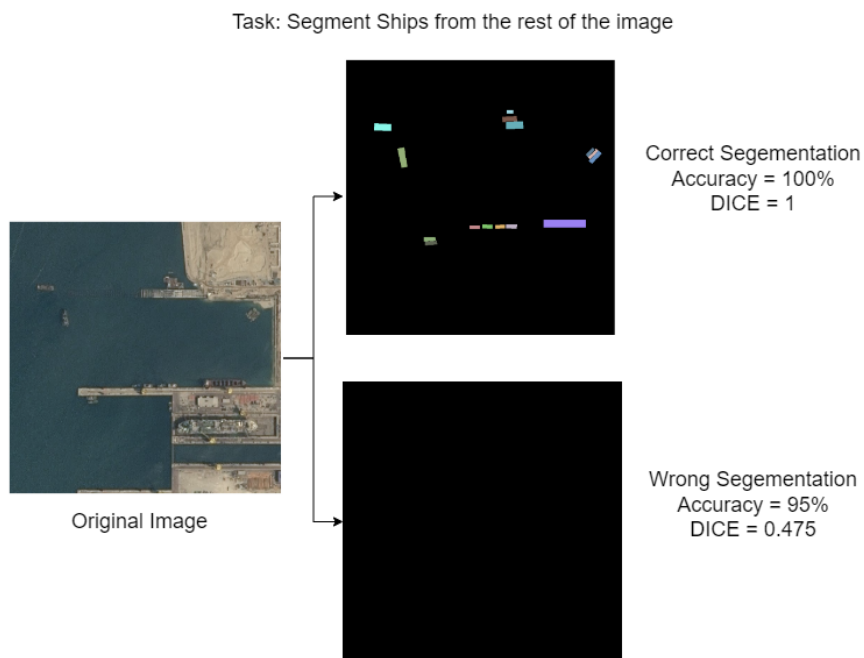 Task: Segment Ships from the rest of the image
Correct Segementation
Accuracy = 100%
DICE = 1
Original Image
Wrong Segementation
Accuracy = 95%
DICE = 0.475